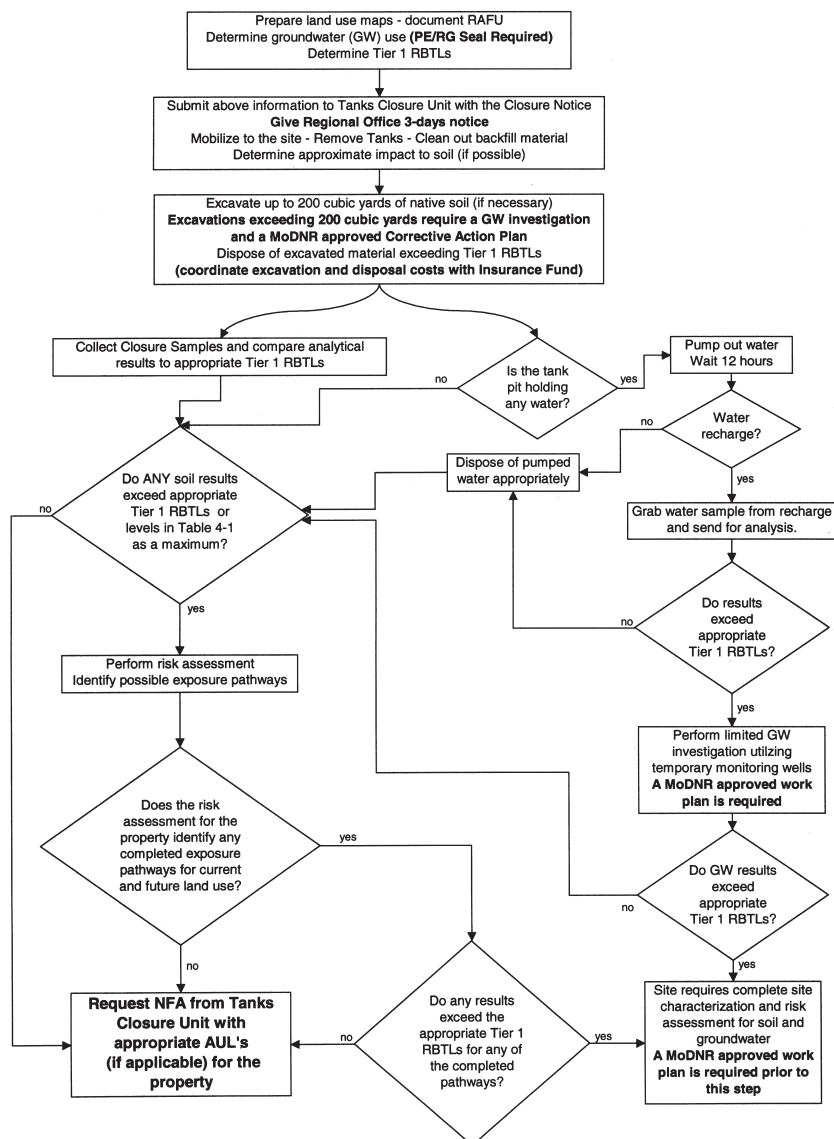 Prepare land use maps - document RAFU
Determine groundwater (GW) use (PE/RG Seal Required)
Determine Tier 1 RBTLs
Submit above information to Tanks Closure Unit with the Closure Notice
Give Regional Office 3-days notice
Mobilize to the site - Remove Tanks - Clean out backfill material
Determine approximate impact to soil (if possible)
Excavate up to 200 cubic yards of native soil (if necessary)
Excavations exceeding 200 cubic yards require a GW investigation
and a MoDNR approved Corrective Action Plan
Dispose of excavated material exceeding Tier 1 RBTLs
(coordinate excavation and disposal costs with Insurance Fund)
Collect Closure Samples and compare analytical
results to appropriate Tier 1 RBTLs
Is the tank
pit holding
any water?
no
yes
Pump out water
Wait 12 hours
Water
recharge?
no
yes
Dispose of pumped
water appropriately
Grab water sample from recharge
and send for analysis.
Do ANY soil results
exceed appropriate
Tier 1 RBTLs or
levels in Table 4-1
as a maximum?
no
yes
Do results
exceed
appropriate
Tier 1 RBTLs?
no
yes
Perform risk assessment
Identify possible exposure pathways
Perform limited GW
investigation utilzing
temporary monitoring wells
A MoDNR approved work
plan is required
Does the risk
assessment for the
property identify any
completed exposure
pathways for current
and future land use?
yes
no
Do GW results
exceed
appropriate
Tier 1 RBTLs?
no
yes
Request NFA from Tanks
Closure Unit with
appropriate AUL's
(if applicable) for the
property
Do any results
exceed the
appropriate Tier 1
RBTLs for any of
the completed
pathways?
no
yes
Site requires complete site
characterization and risk
assessment for soil and
groundwater
A MoDNR approved work
plan is required prior to
this step